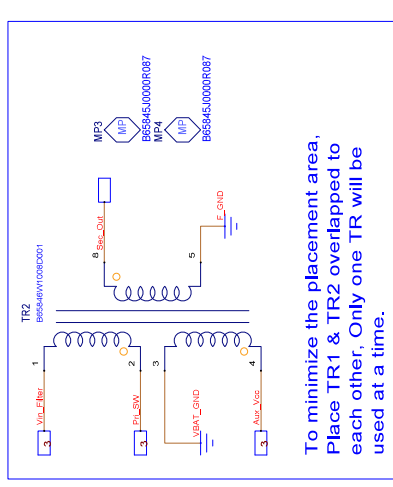 MP3
MP
B65845J0000R087
MP4
MP
B65845J0000R087
TR2
B65846W1008D001
8
Sec_Out
5
F_GND
1
Vin_Filter
3
2
Pri_SW
3
3
VBAT_GND
4
Aux_Vcc
3
To minimize the placement area,
Place TR1 & TR2 overlapped to
each other, Only one TR will be
used at a time.